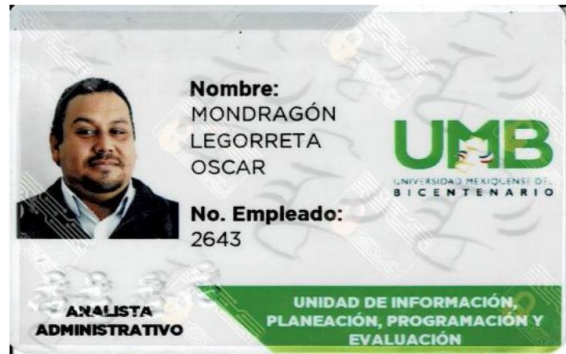 Nombre:
MONDRAGÓN
LEGORRETA
OSCAR
No. Empleado:
2643
UMB
UNIVERSIDAD MEXIQUENSE DEL
BICENTENARIO
ANALISTA
ADMINISTRATIVO
UNIDAD DE INFORMACIÓN,
PLANEACIÓN, PROGRAMACIÓN Y
EVALUACIÓN